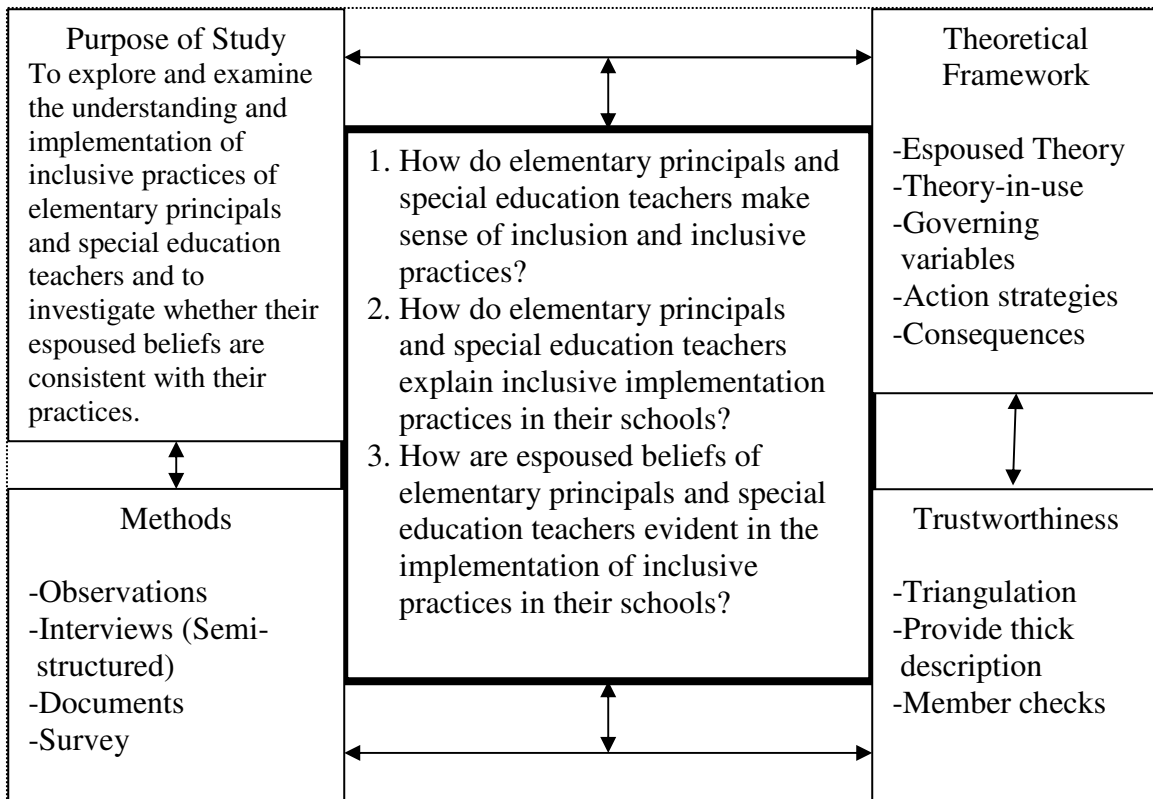 Purpose of Study
To explore and examine
the understanding and
implementation of
inclusive practices of
elementary principals
and special education
teachers and to
investigate whether their
espoused beliefs are
consistent with their
practices.
Theoretical
Framework
-Espoused Theory
-Theory-in-use
-Governing
variables
-Action strategies
-Consequences
1. How do elementary principals and
special education teachers make
sense of inclusion and inclusive
practices?
2. How do elementary principals
and special education teachers
explain inclusive implementation
practices in their schools?
3. How are espoused beliefs of
elementary principals and special
education teachers evident in the
implementation of inclusive
practices in their schools?
Methods
-Observations
-Interviews (Semi-
structured)
-Documents
-Survey
Trustworthiness
-Triangulation
-Provide thick
description
-Member checks